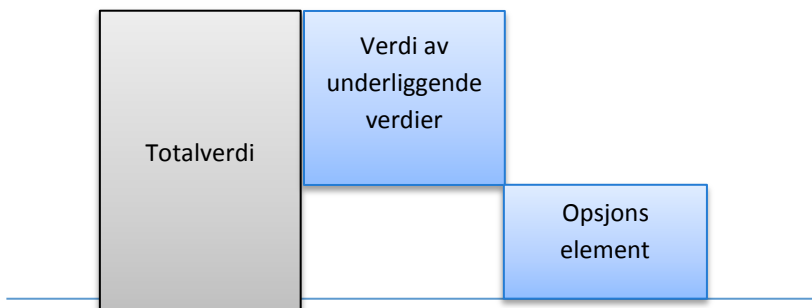 Totalverdi
Verdi av
underliggende
verdier
Opsjons
element